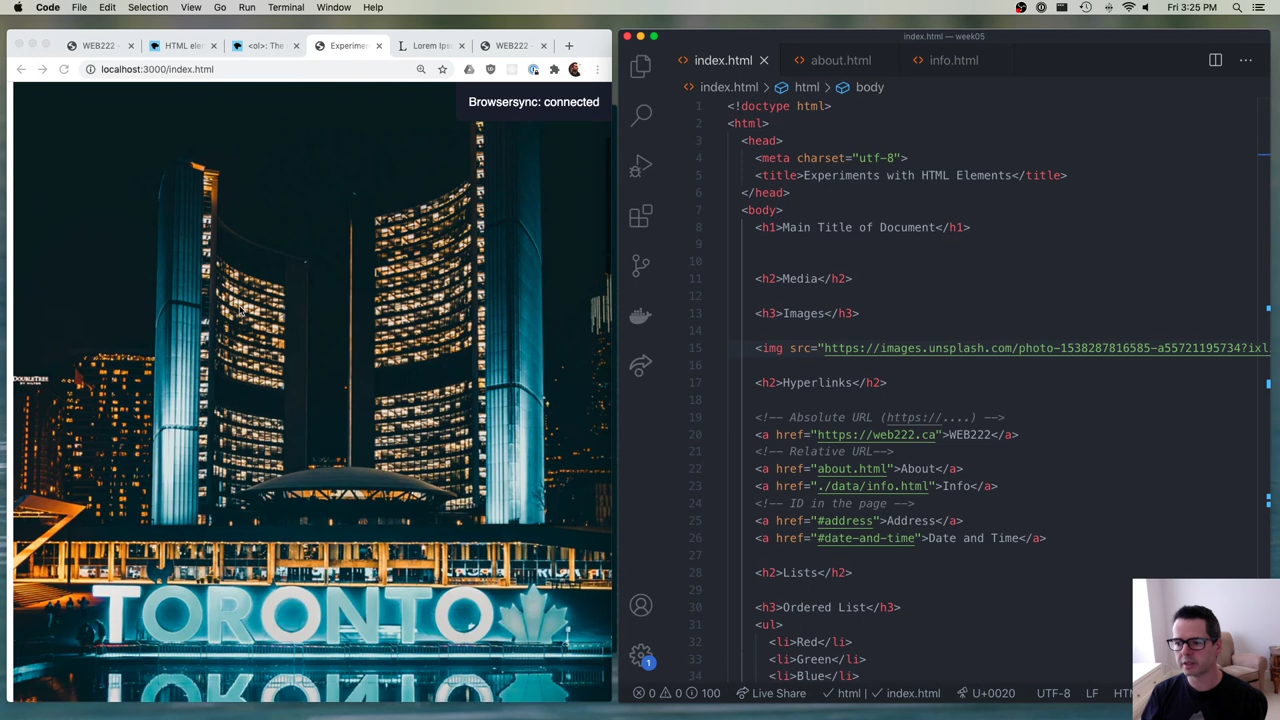 Code File Edit Selection View Go Run Terminal Window Help
Fri 3:25 PM
WEB222 -
HTML ele
<ol>: The
Experime
Lorem Ips
WEB222 -
localhost:3000/index.html
Browsersync: connected
DOUBLETREE
TORONTO
index.html — week05
index.html
about.html
info.html
index.html > html > body
1 <!doctype html>
2 <html>
3 <head>
4 <meta charset="utf-8">
5 <title>Experiments with HTML Elements</title>
6 </head>
7 <body>
8 <h1>Main Title of Document</h1>
9
10
11 <h2>Media</h2>
12
13 <h3>Images</h3>
14
15 <img src="https://images.unsplash.com/photo-1538287816585-a55721195734?ixl
16
17 <h2>Hyperlinks</h2>
18
19 <!-- Absolute URL (https://....) -->
20 <a href="https://web222.ca">WEB222</a>
21 <!-- Relative URL-->
22 <a href="about.html">About</a>
23 <a href="./data/info.html">Info</a>
24 <!-- ID in the page -->
25 <a href="#address">Address</a>
26 <a href="#date-and-time">Date and Time</a>
27
28 <h2>Lists</h2>
29
30 <h3>Ordered List</h3>
31 <ul>
32 <li>Red</li>
33 <li>Green</li>
34 <li>Blue</li>
1
0 0 100 Live Share html | index.html U+0020 UTF-8 LF HTM